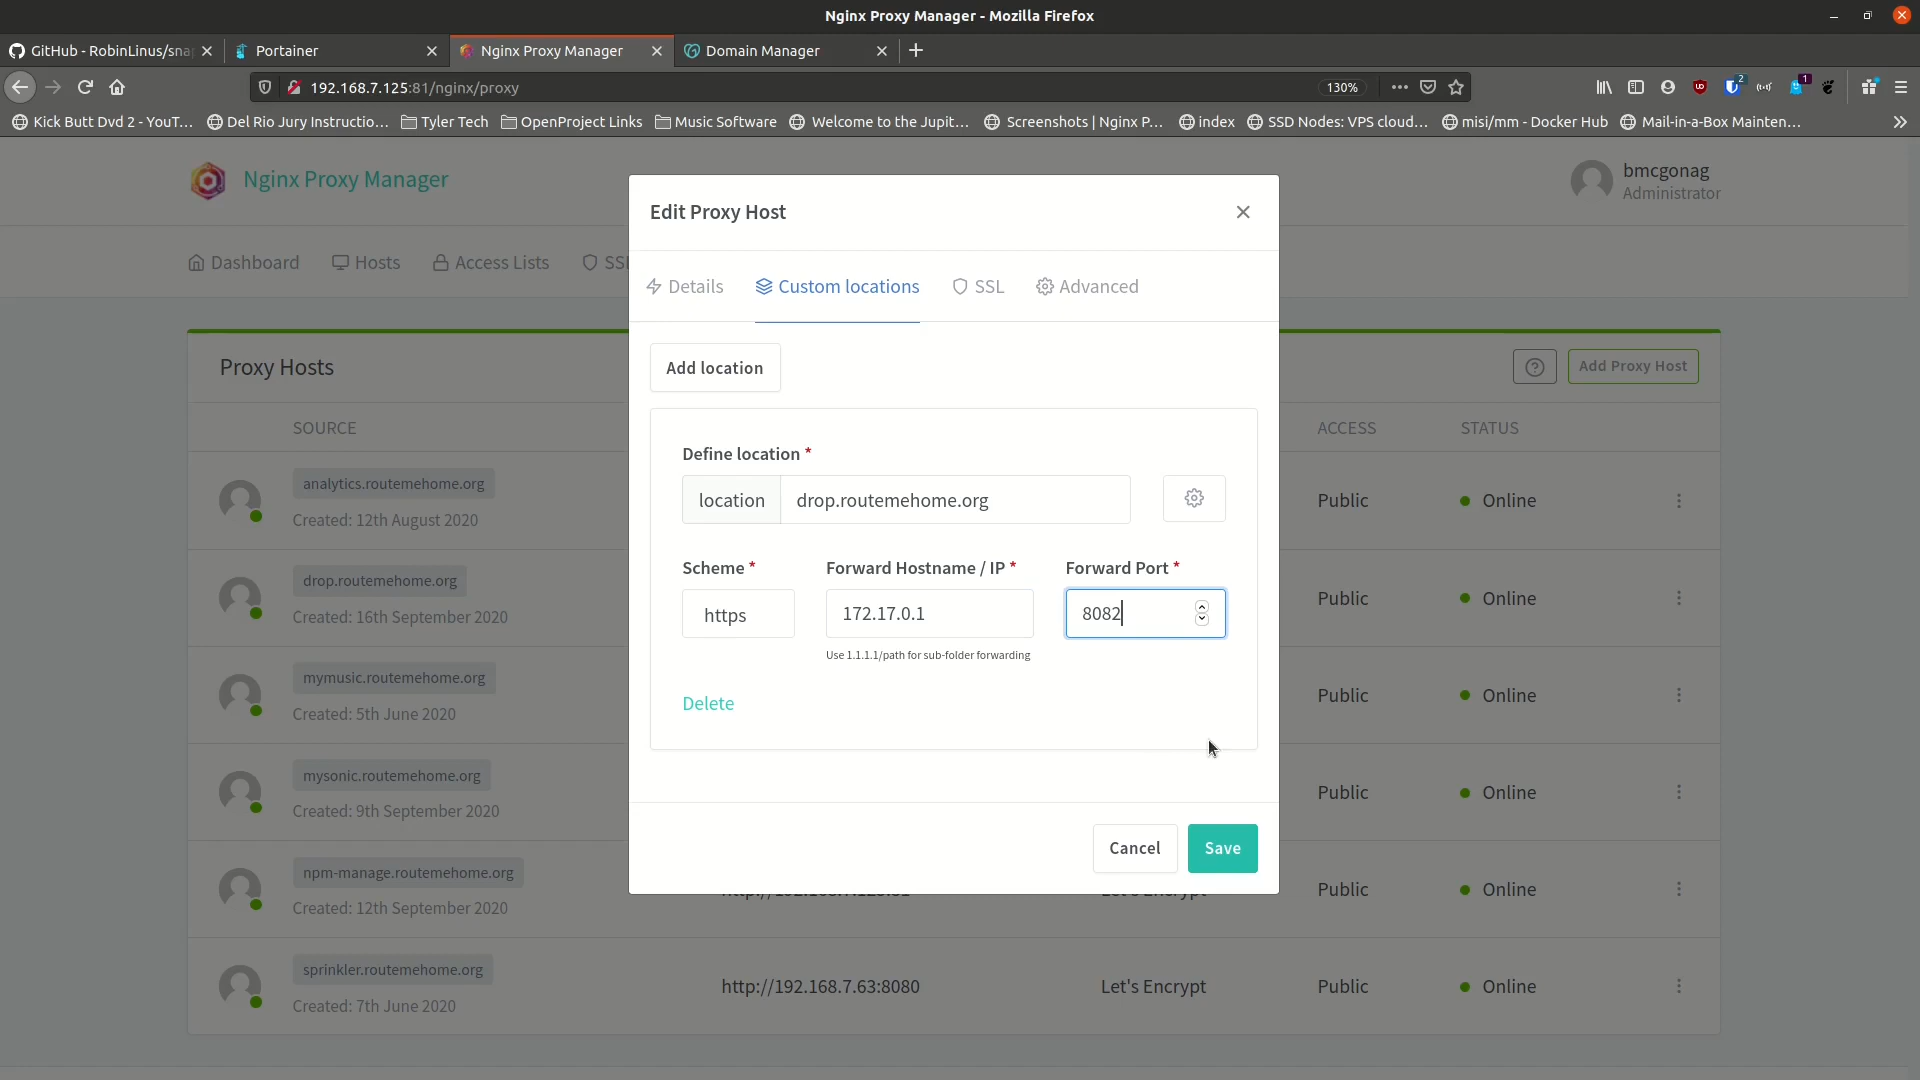 Nginx Proxy Manager - Mozilla Firefox
GitHub - RobinLinus/sna
Portainer
Nginx Proxy Manager
Domain Manager
192.168.7.125:81/nginx/proxy
130%
2
1
Kick Butt Dvd 2 - YouT...
Del Rio Jury Instructio...
Tyler Tech
OpenProject Links
Music Software
Welcome to the Jupit...
Screenshots | Nginx P...
index
SSD Nodes: VPS cloud...
misi/mm - Docker Hub
Mail-in-a-Box Mainten...
Nginx Proxy Manager
bmcgonag
Administrator
Dashboard
Hosts
Access Lists
SSL
Proxy Hosts
Add Proxy Host
SOURCE
ACCESS
STATUS
analytics.routemehome.org
Created: 12th August 2020
Public
Online
drop.routemehome.org
Created: 16th September 2020
Public
Online
mymusic.routemehome.org
Created: 5th June 2020
Public
Online
mysonic.routemehome.org
Created: 9th September 2020
Public
Online
npm-manage.routemehome.org
Created: 12th September 2020
Public
Online
sprinkler.routemehome.org
Created: 7th June 2020
http://192.168.7.63:8080
Let's Encrypt
Public
Online
Edit Proxy Host
Details
Custom locations
SSL
Advanced
Add location
Define location *
location
drop.routemehome.org
Scheme *
Forward Hostname / IP *
Forward Port *
https
172.17.0.1
8082
Use 1.1.1.1/path for sub-folder forwarding
Delete
Cancel
Save